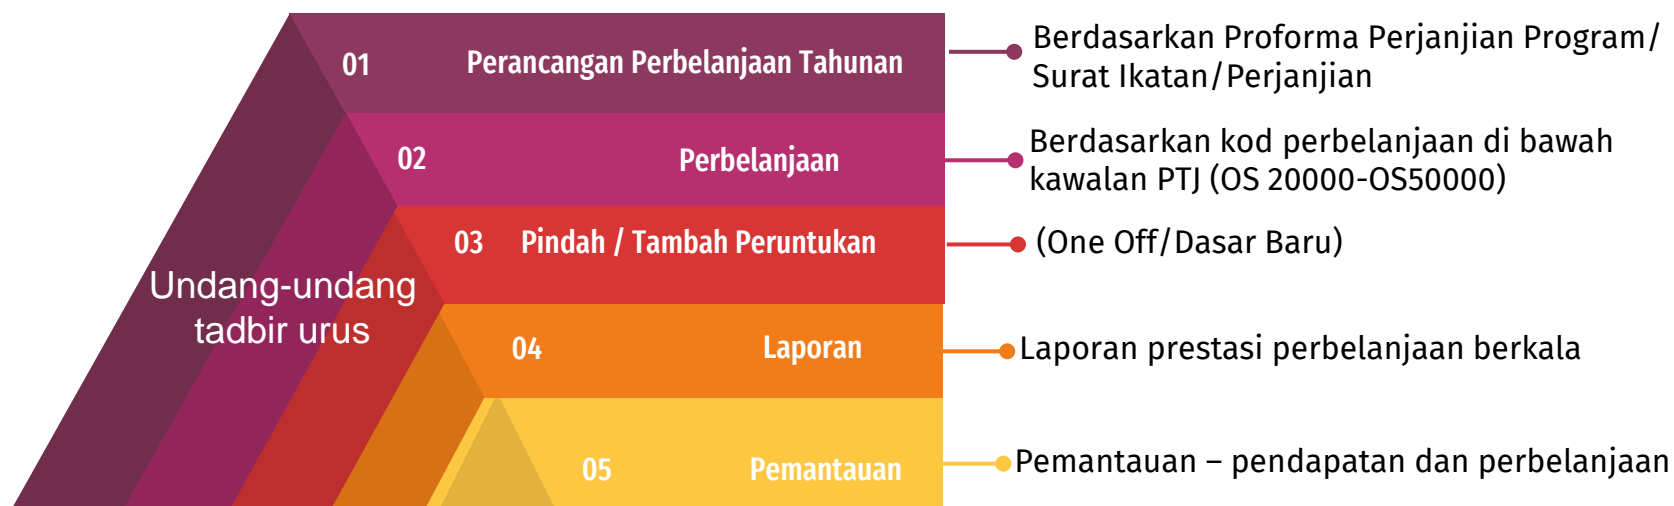 01 Perancangan Perbelanjaan Tahunan
Berdasarkan Proforma Perjanjian Program/
Surat Ikatan/Perjanjian
02 Perbelanjaan
Berdasarkan kod perbelanjaan di bawah
kawalan PTJ (OS 20000-OS50000)
03 Pindah / Tambah Peruntukan
(One Off/Dasar Baru)
Undang-undang
tadbir urus
04 Laporan
Laporan prestasi perbelanjaan berkala
05 Pemantauan
Pemantauan – pendapatan dan perbelanjaan